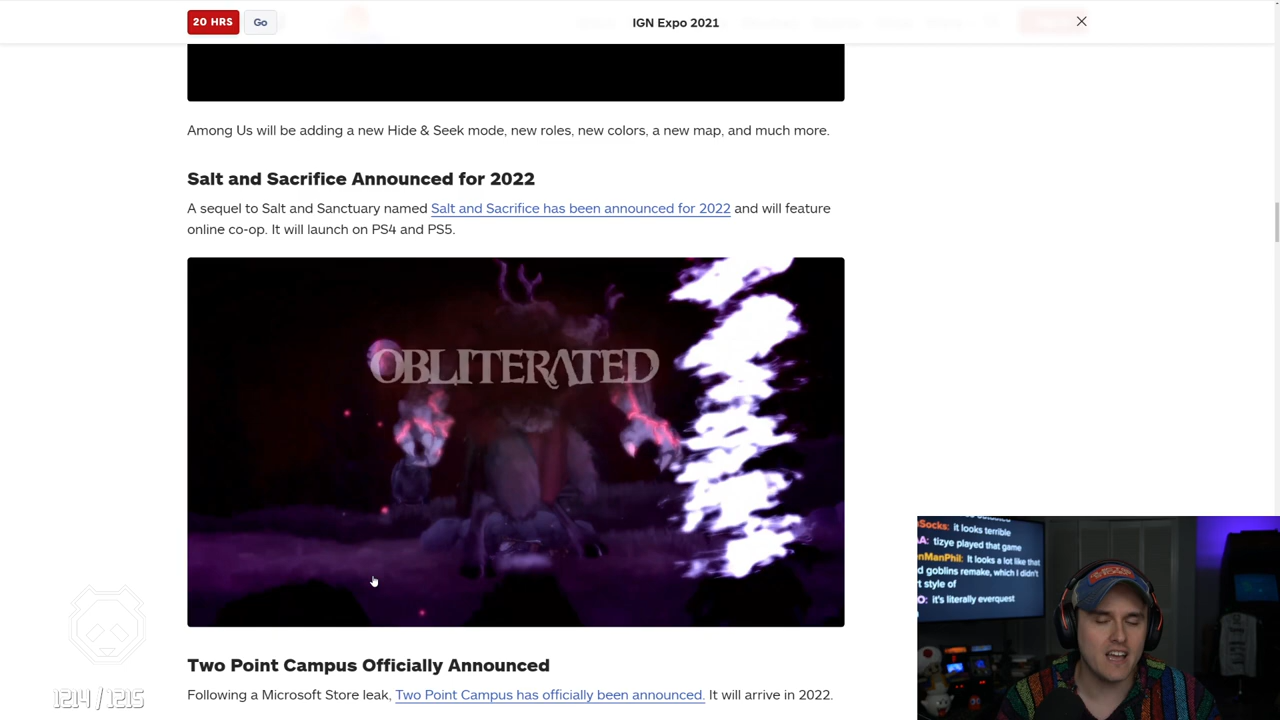 20 HRS
Go
IGN Expo 2021
Among Us will be adding a new Hide & Seek mode, new roles, new colors, a new map, and much more.
Salt and Sacrifice Announced for 2022
A sequel to Salt and Sanctuary named Salt and Sacrifice has been announced for 2022 and will feature
online co-op. It will launch on PS4 and PS5.
OBLITERATED
Socks: it looks terrible
A: tizye played that game
nManPhil: It looks a lot like that
d goblins remake, which I didn't
t style of
O: it's literally everquest
Two Point Campus Officially Announced
Following a Microsoft Store leak, Two Point Campus has officially been announced. It will arrive in 2022.
1214 / 1215